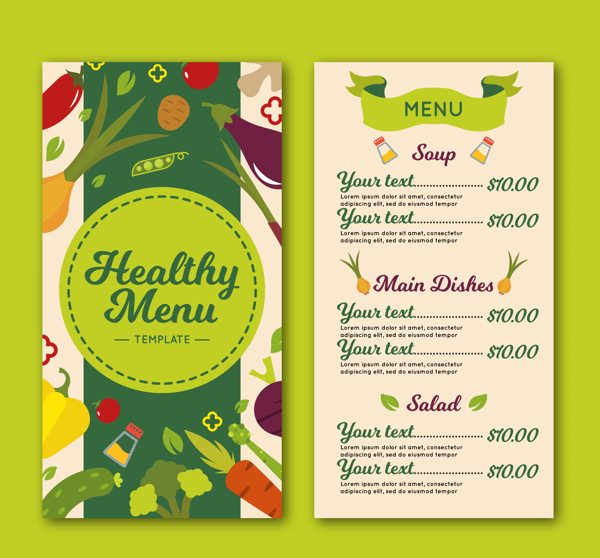 Healthy
Menu
TEMPLATE
MENU
Soup
Your text.................... $10.00
Lorem ipsum dolor sit amet, consectetur
adipiscing elit, sed do eiusmod tempor
Your text.................... $10.00
Lorem ipsum dolor sit amet, consectetur
adipiscing elit, sed do eiusmod tempor
Main Dishes
Your text.................... $10.00
Lorem ipsum dolor sit amet, consectetur
adipiscing elit, sed do eiusmod tempor
Your text.................... $10.00
Lorem ipsum dolor sit amet, consectetur
adipiscing elit, sed do eiusmod tempor
Salad
Your text.................... $10.00
Lorem ipsum dolor sit amet, consectetur
adipiscing elit, sed do eiusmod tempor
Your text.................... $10.00
Lorem ipsum dolor sit amet, consectetur
adipiscing elit, sed do eiusmod tempor